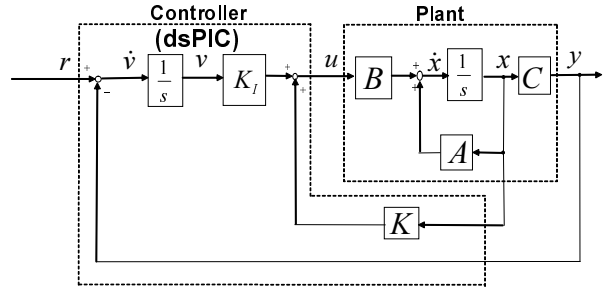 Controller
Plant
(dsPIC)
r + − v̇ 1/s v K_I + + u B + + ẋ 1/s x C y
A
K